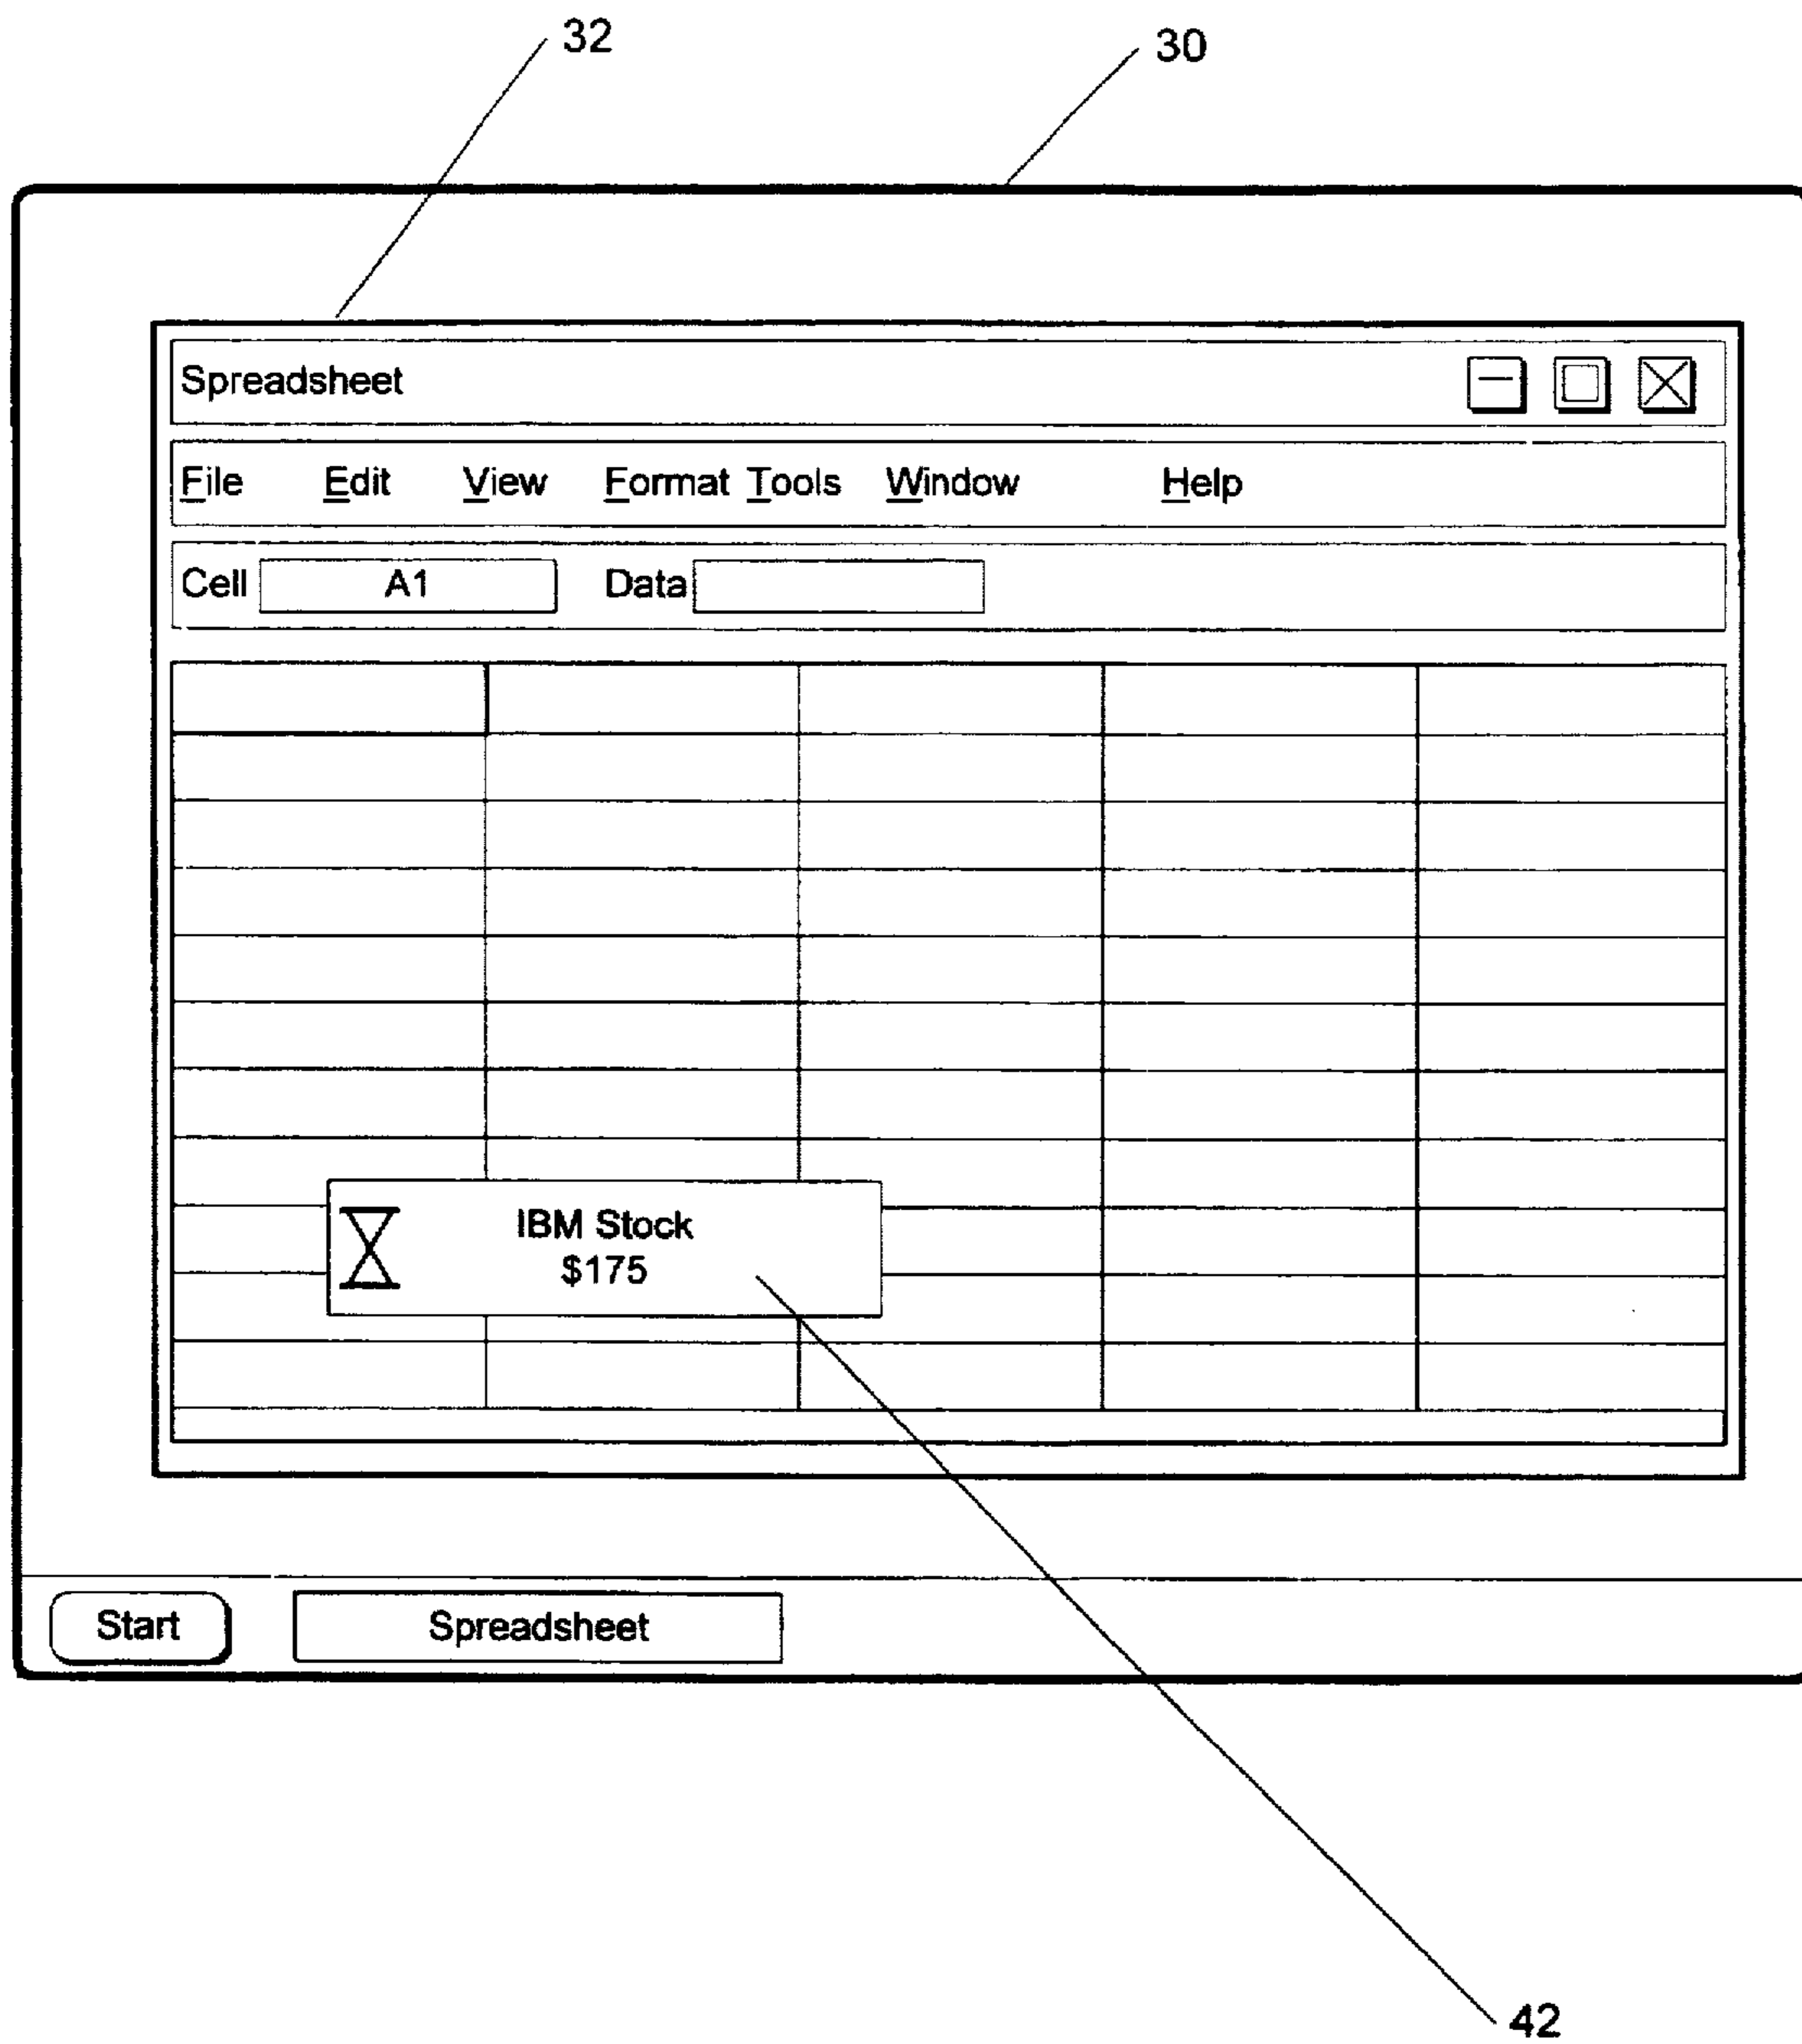 32
30
Spreadsheet
File Edit View Format Tools Window Help
Cell A1 Data
IBM Stock
$175
Start Spreadsheet
42